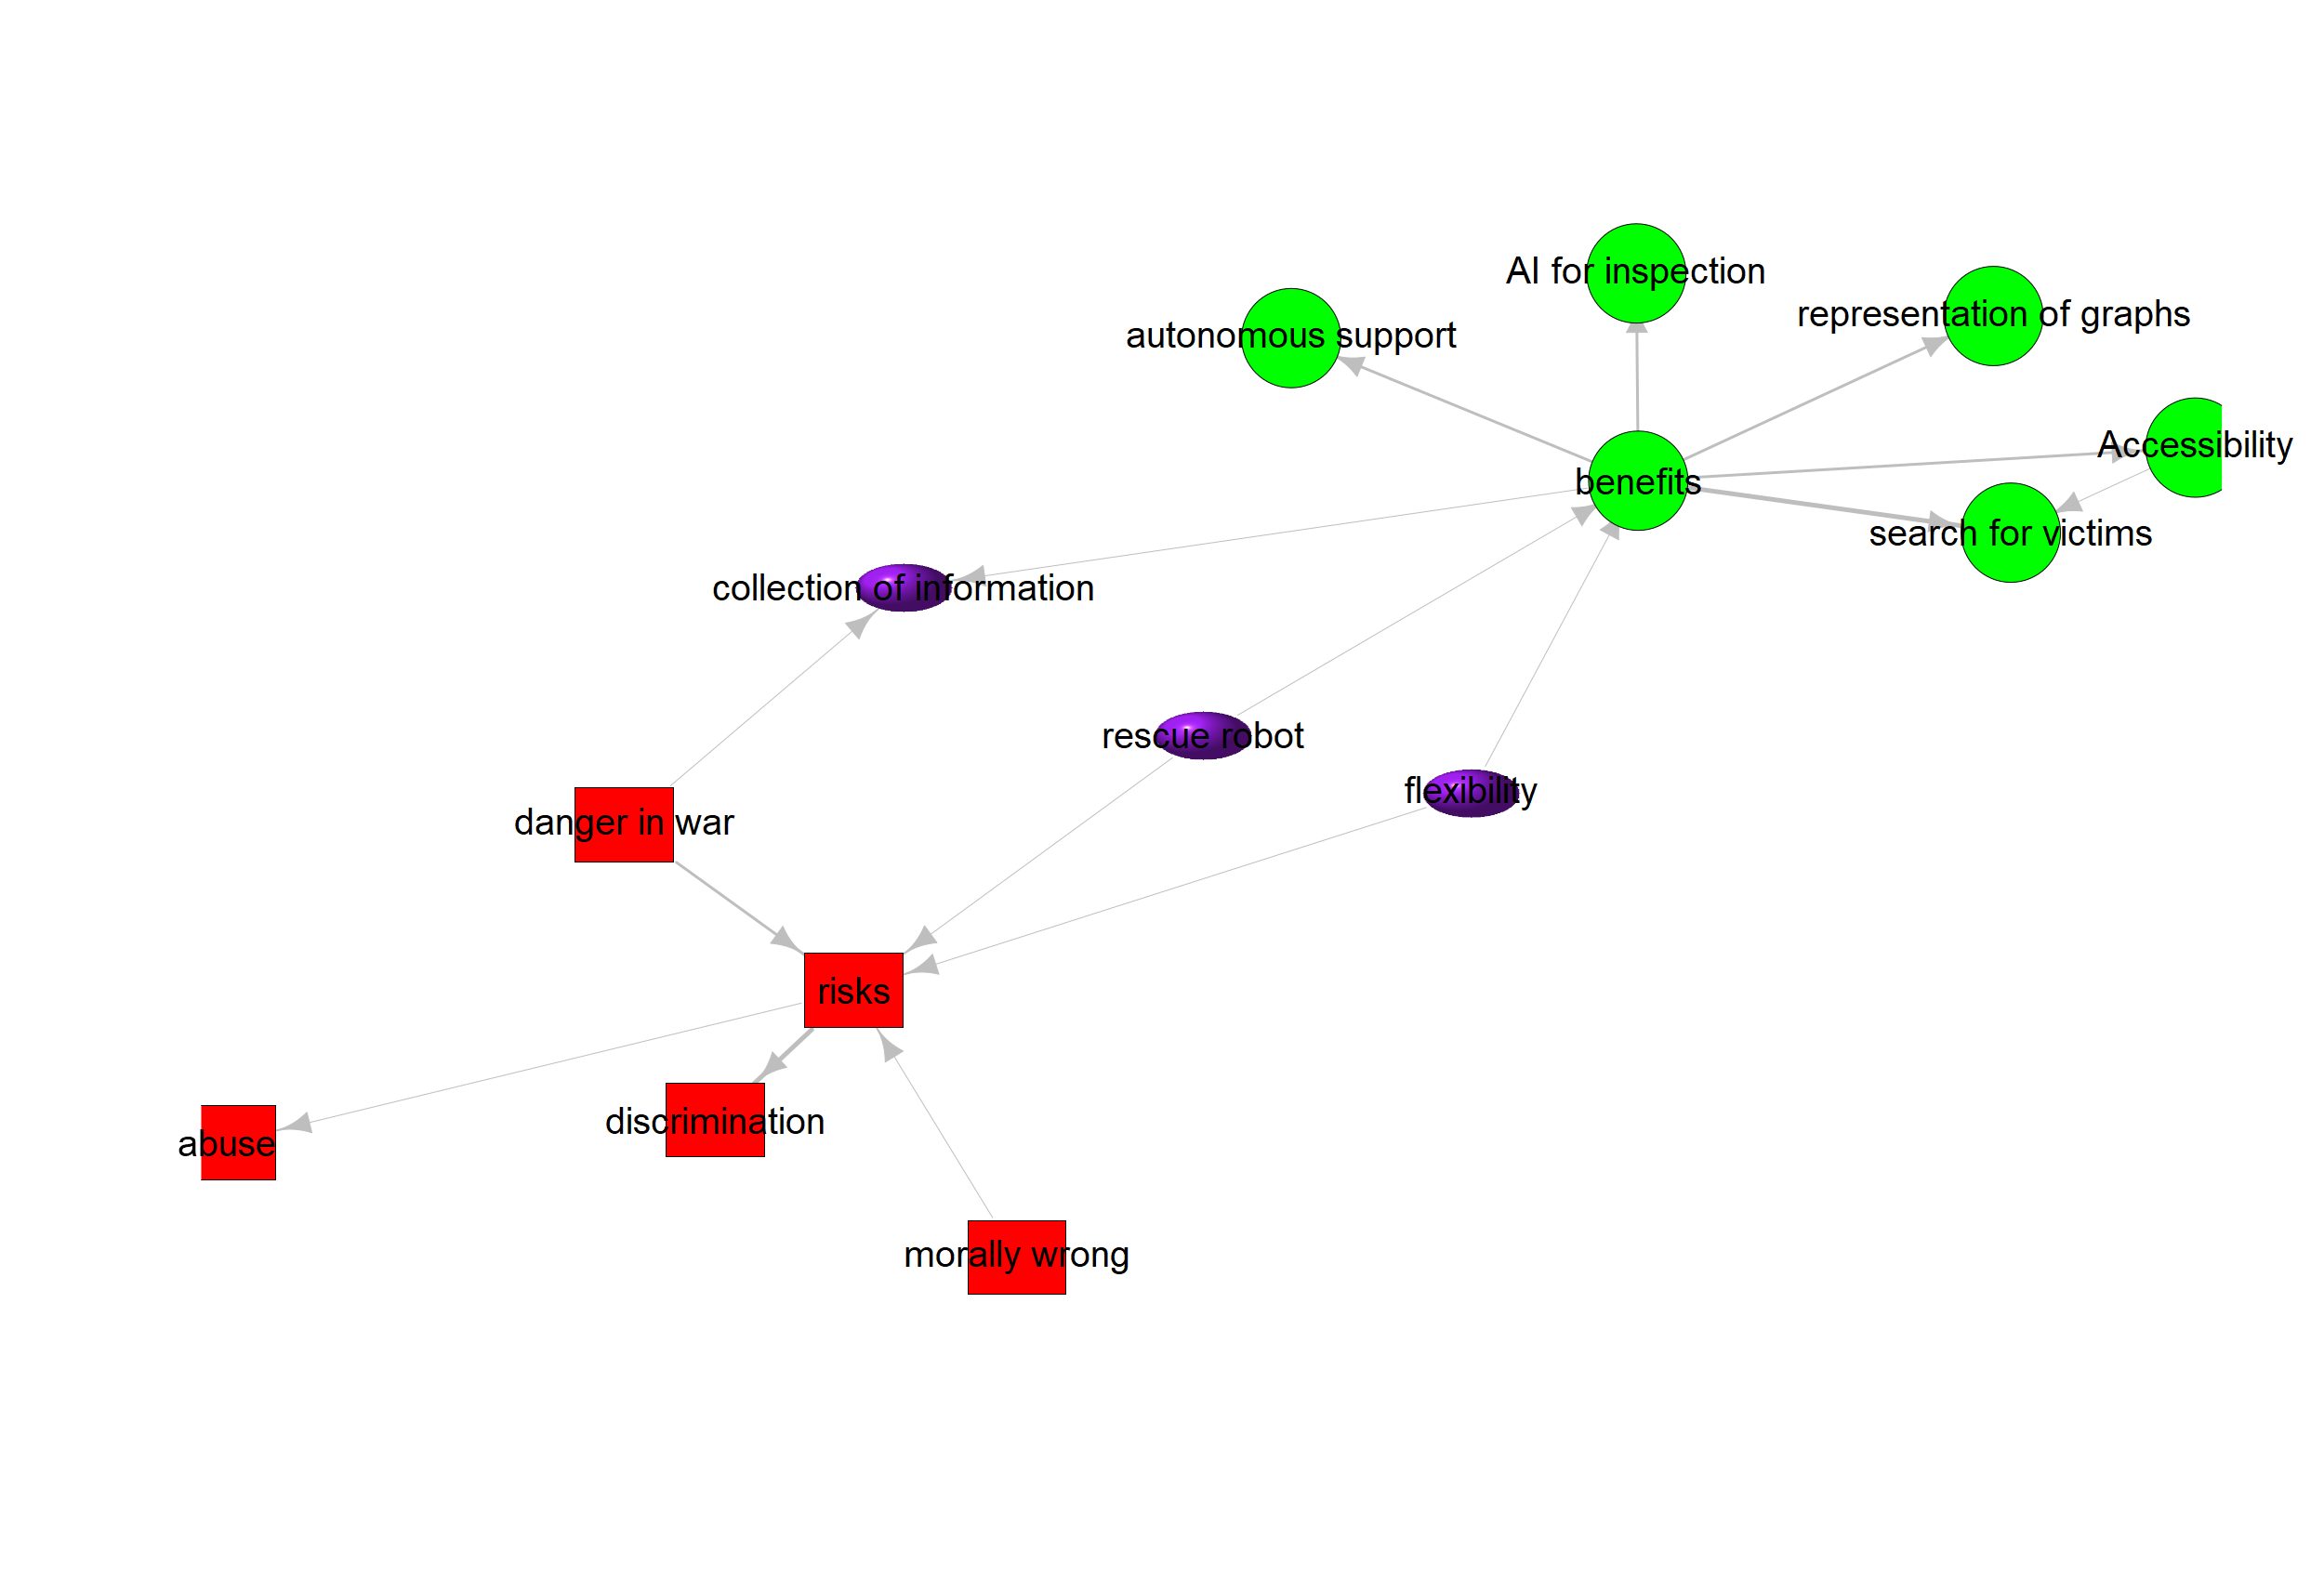 AI for inspection
representation of graphs
autonomous support
Accessibility
benefits
search for victims
collection of information
rescue robot
flexibility
danger in war
risks
discrimination
abuse
morally wrong